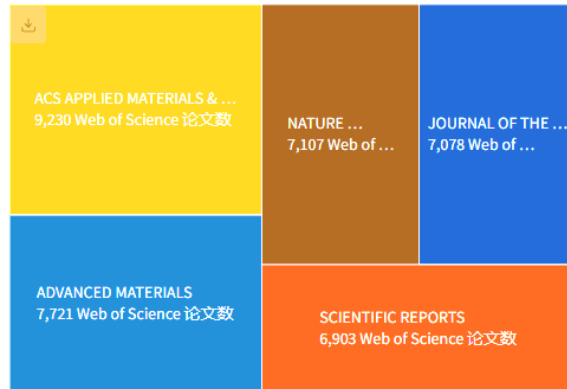 ACS APPLIED MATERIALS & ...
9,230 Web of Science 论文数
NATURE ...
7,107 Web of ...
JOURNAL OF THE ...
7,078 Web of ...
ADVANCED MATERIALS
7,721 Web of Science 论文数
SCIENTIFIC REPORTS
6,903 Web of Science 论文数